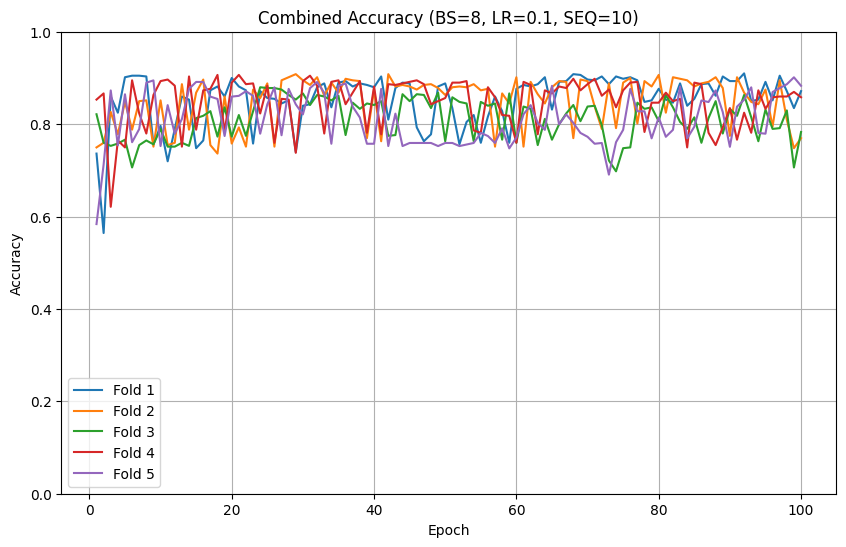 Combined Accuracy (BS=8, LR=0.1, SEQ=10)
1.0
0.8
0.6
0.4
0.2
0.0
Accuracy
Fold 1
Fold 2
Fold 3
Fold 4
Fold 5
0 20 40 60 80 100
Epoch